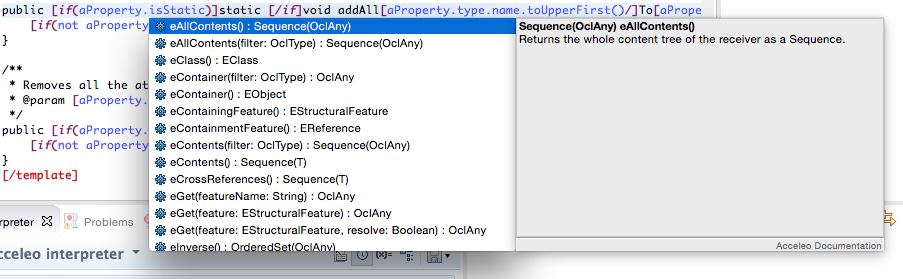 public [if(aProperty.isStatic)]static [/if]void addAll[aProperty.type.name.toUpperFirst()/]To[aPrope
[if(not aProperty.
}
/**
* Removes all the at
* @param [aProperty.
*/
public [if(aProperty.
[if(not aProperty.
}
[/template]
eAllContents() : Sequence(OclAny)
eAllContents(filter: OclType) : Sequence(OclAny)
eClass() : EClass
eContainer(filter: OclType) : OclAny
eContainer() : EObject
eContainingFeature() : EStructuralFeature
eContainmentFeature() : EReference
eContents(filter: OclType) : Sequence(OclAny)
eContents() : Sequence(T)
eCrossReferences() : Sequence(T)
eGet(featureName: String) : OclAny
eGet(feature: EStructuralFeature) : OclAny
eGet(feature: EStructuralFeature, resolve: Boolean) : OclAny
eInverse() : OrderedSet(OclAny)
Sequence(OclAny) eAllContents()
Returns the whole content tree of the receiver as a Sequence.
Acceleo Documentation
rpreter
Problems
cceleo interpreter
(x)=